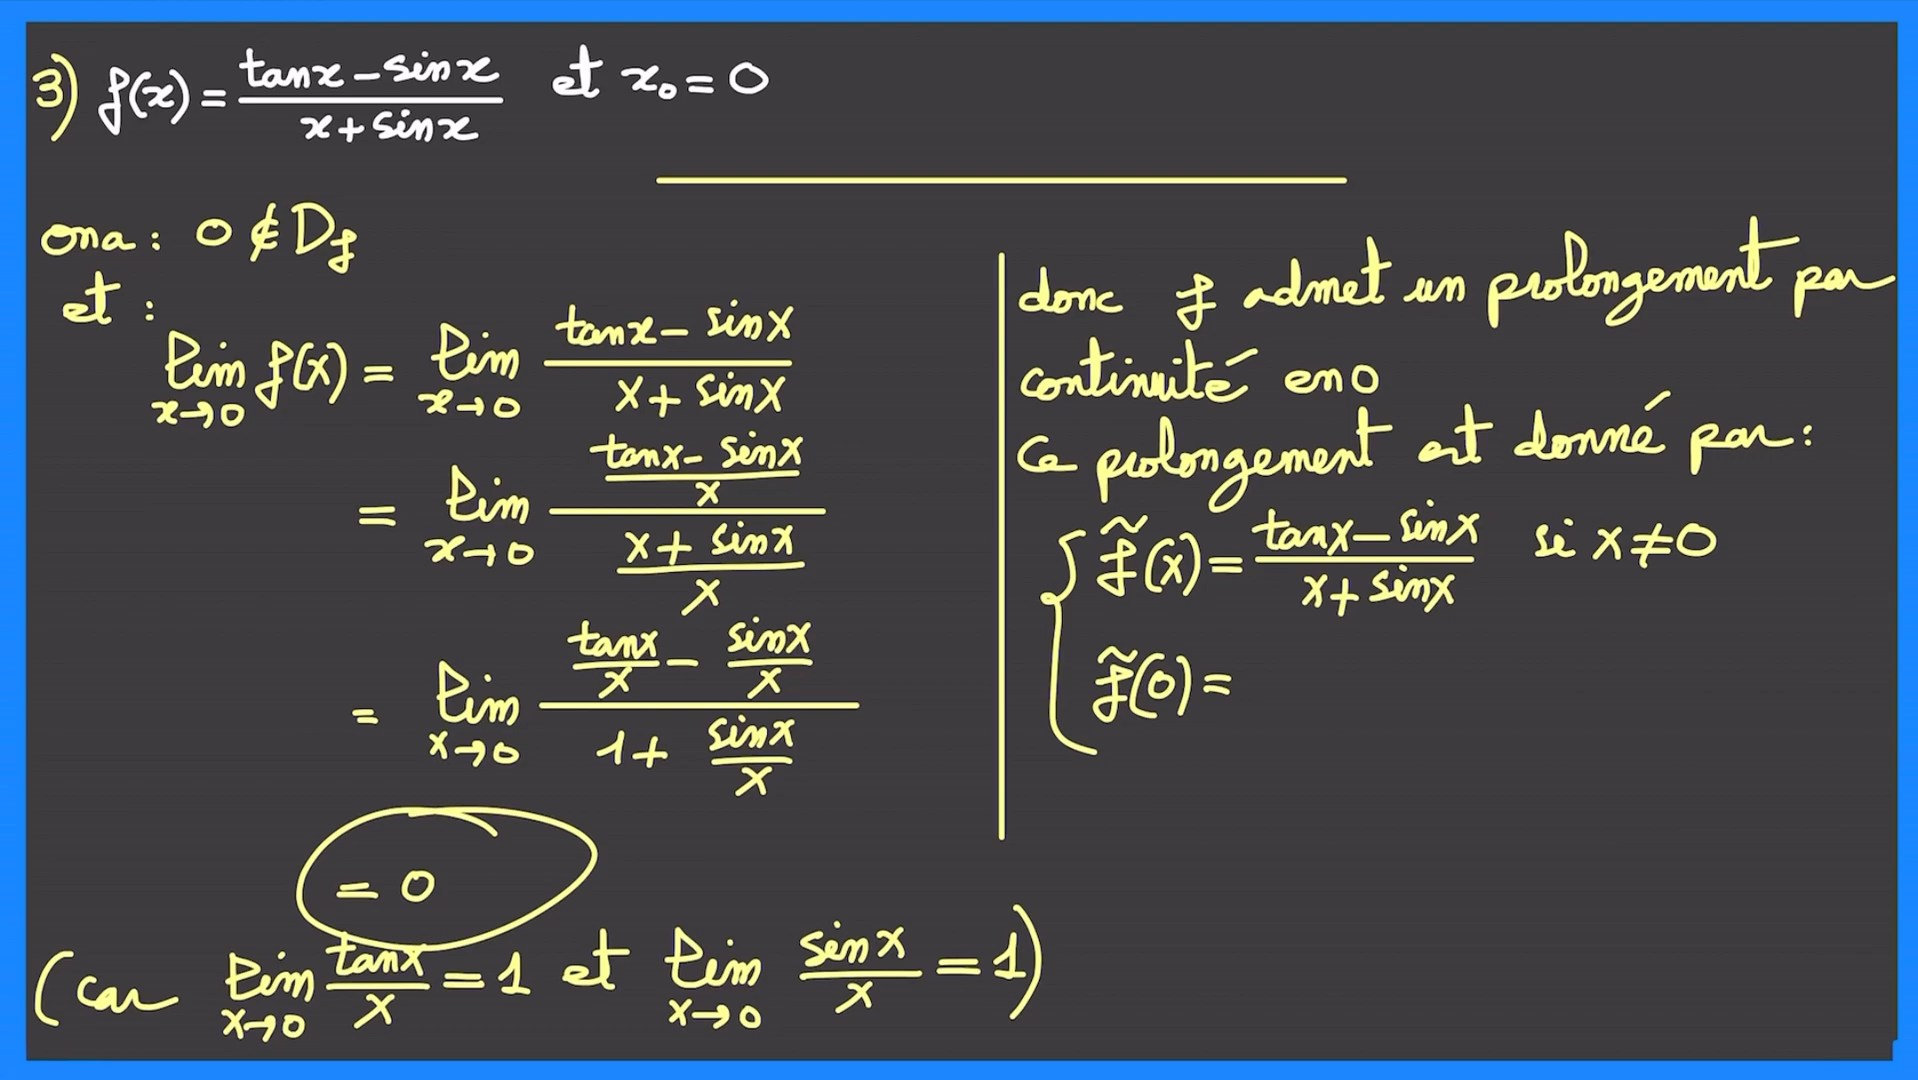 3) f(x) = (tanx - sinx)/(x + sinx) et x₀ = 0
ona : 0 ∉ D_f
et :
lim_{x→0} f(x) = lim_{x→0} (tanx - sinx)/(x + sinx)
= lim_{x→0} ((tanx - sinx)/x)/((x + sinx)/x)
= lim_{x→0} (tanx/x - sinx/x)/(1 + sinx/x)
= 0
(car lim_{x→0} tanx/x = 1 et lim_{x→0} sinx/x = 1)
donc f admet un prolongement par
continuité en 0
Ce prolongement est donné par :
{ f̃(x) = (tanx - sinx)/(x + sinx) si x ≠ 0
f̃(0) =